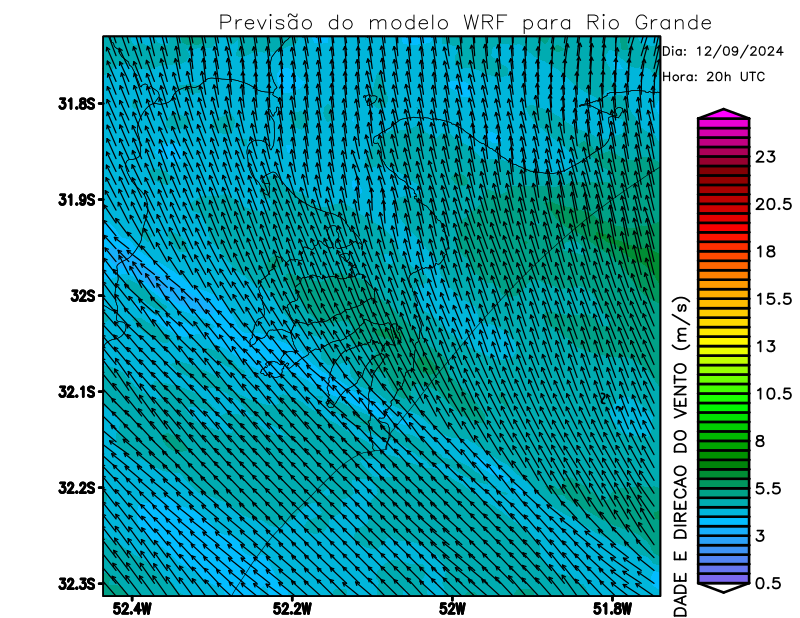 Previsão do modelo WRF para Rio Grande
Dia: 12/09/2024
Hora: 20h UTC
31.8S
31.9S
32S
32.1S
32.2S
32.3S
52.4W
52.2W
52W
51.8W
23
20.5
18
15.5
13
10.5
8
5.5
3
0.5
DADE E DIRECAO DO VENTO (m/s)